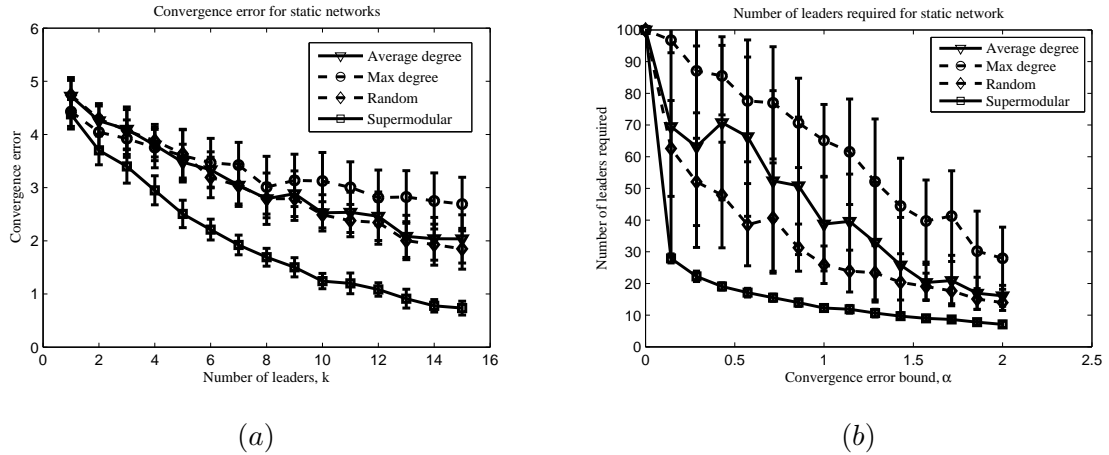 Convergence error for static networks
6
5
4
3
2
1
0
Convergence error
Average degree
Max degree
Random
Supermodular
0 2 4 6 8 10 12 14 16
Number of leaders, k
(a)
Number of leaders required for static network
100
90
80
70
60
50
40
30
20
10
0
Number of leaders required
Average degree
Max degree
Random
Supermodular
0 0.5 1 1.5 2 2.5
Convergence error bound, α
(b)